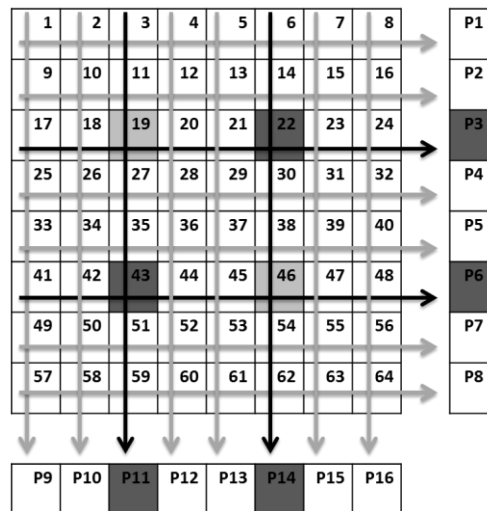 1 2 3 4 5 6 7 8 P1
9 10 11 12 13 14 15 16 P2
17 18 19 20 21 22 23 24 P3
25 26 27 28 29 30 31 32 P4
33 34 35 36 37 38 39 40 P5
41 42 43 44 45 46 47 48 P6
49 50 51 52 53 54 55 56 P7
57 58 59 60 61 62 63 64 P8
P9 P10 P11 P12 P13 P14 P15 P16